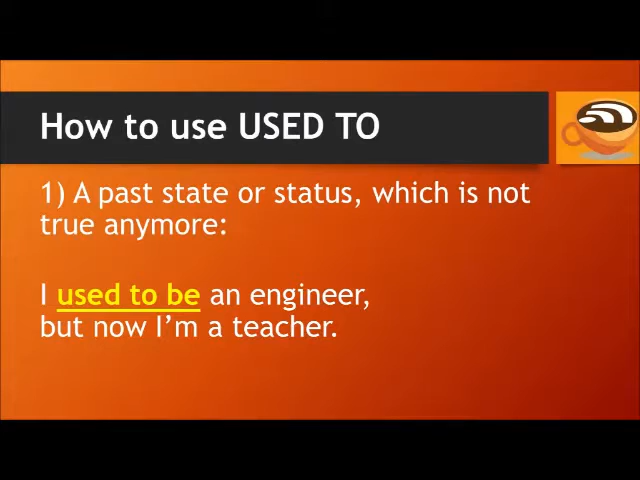 How to use USED TO
1) A past state or status, which is not
true anymore:
I used to be an engineer,
but now I'm a teacher.